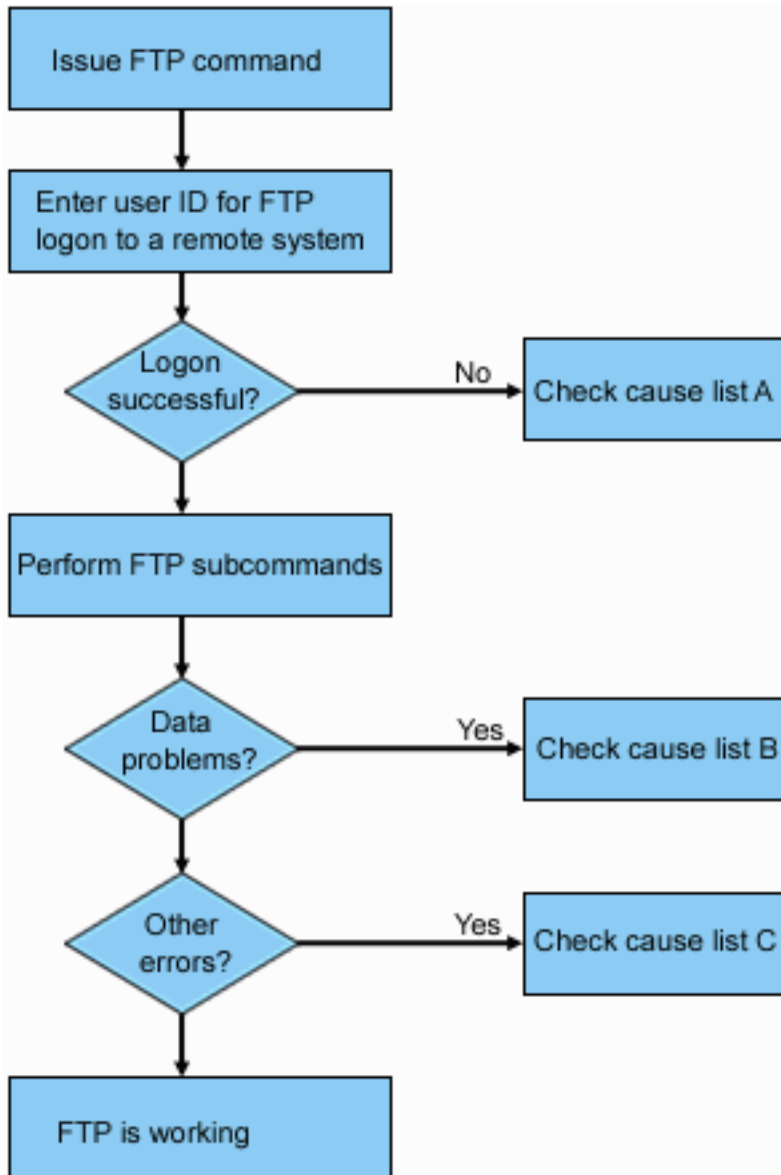 Issue FTP command
Enter user ID for FTP
logon to a remote system
Logon
successful?
No
Check cause list A
Perform FTP subcommands
Data
problems?
Yes
Check cause list B
Other
errors?
Yes
Check cause list C
FTP is working